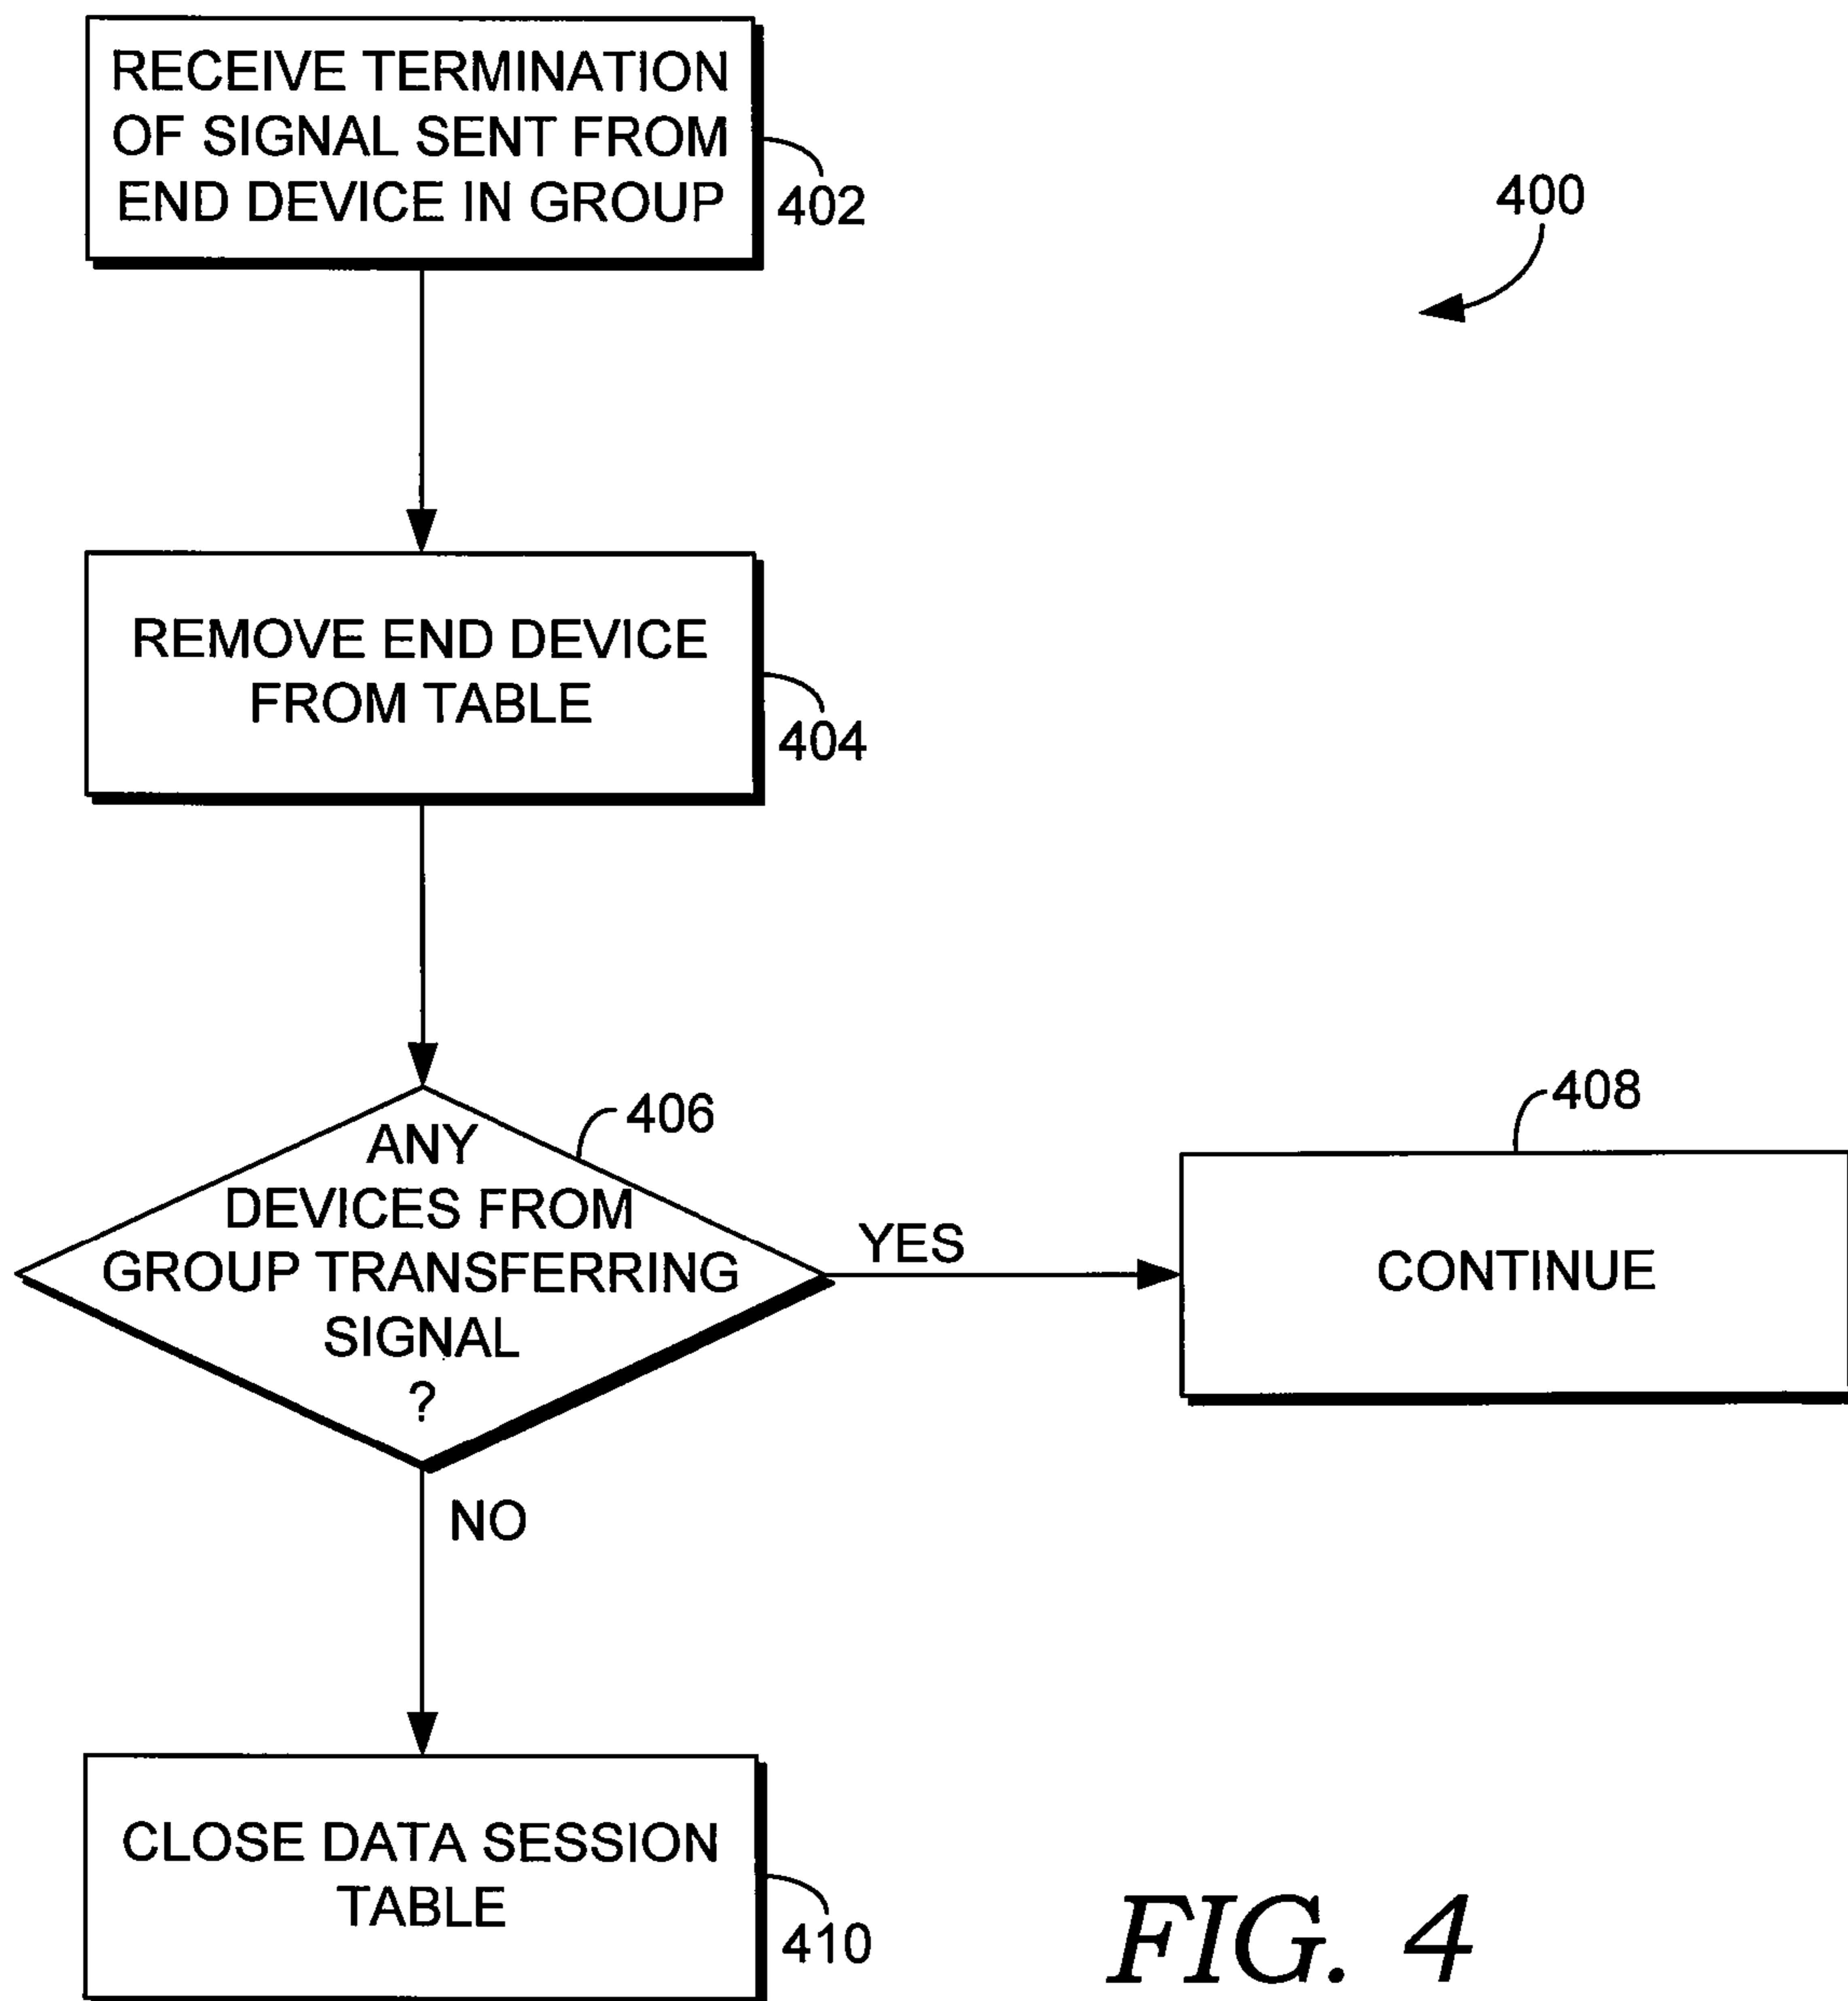 RECEIVE TERMINATION
OF SIGNAL SENT FROM
END DEVICE IN GROUP
402
400
REMOVE END DEVICE
FROM TABLE
404
ANY
DEVICES FROM
GROUP TRANSFERRING
SIGNAL
?
406
YES
408
CONTINUE
NO
CLOSE DATA SESSION
TABLE
410
FIG. 4